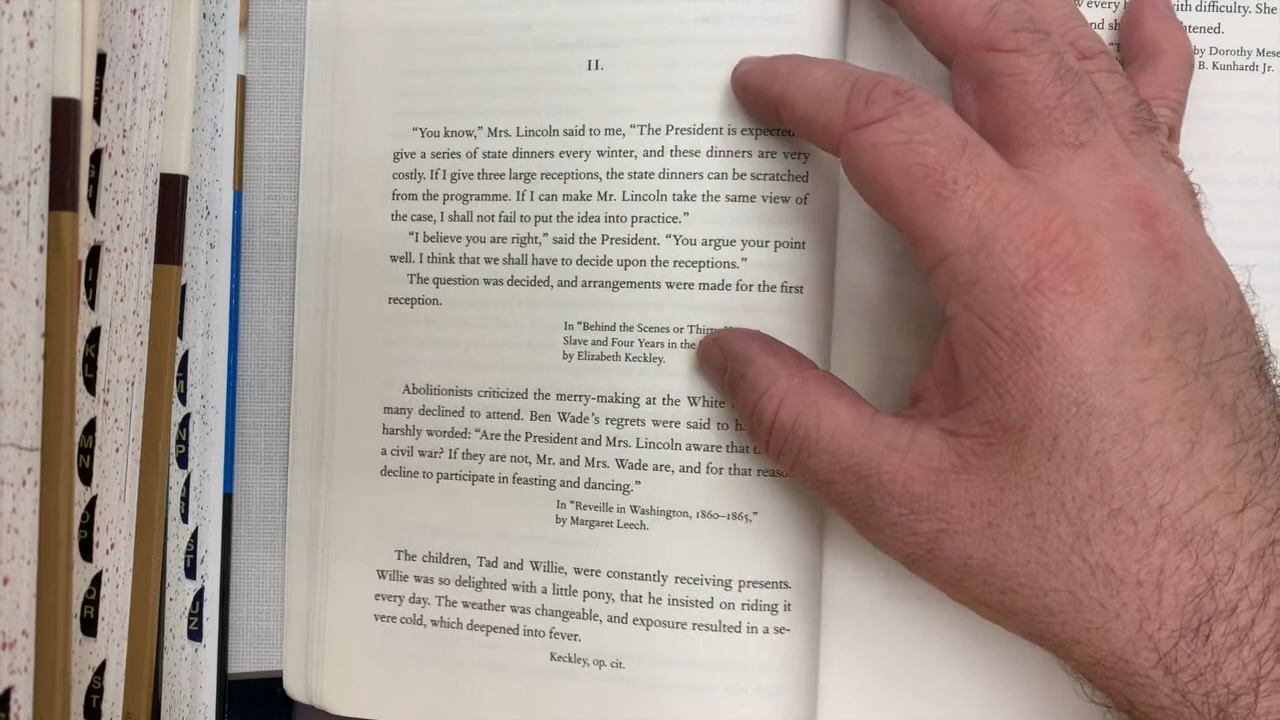 II.
“You know,” Mrs. Lincoln said to me, “The President is expected
give a series of state dinners every winter, and these dinners are very
costly. If I give three large receptions, the state dinners can be scratched
from the programme. If I can make Mr. Lincoln take the same view of
the case, I shall not fail to put the idea into practice.”
“I believe you are right,” said the President. “You argue your point
well. I think that we shall have to decide upon the receptions.”
The question was decided, and arrangements were made for the first
reception.
In “Behind the Scenes or
Slave and Four Years in the
by Elizabeth Keckley.
Abolitionists criticized the merry-making at the White
many declined to attend. Ben Wade’s regrets were said to
harshly worded: “Are the President and Mrs. Lincoln aware that
a civil war? If they are not, Mr. and Mrs. Wade are, and for that
decline to participate in feasting and dancing.”
In “Reveille in Washington, 1860–1865,”
by Margaret Leech.
The children, Tad and Willie, were constantly receiving presents.
Willie was so delighted with a little pony, that he insisted on riding it
every day. The weather was changeable, and exposure resulted in a se-
vere cold, which deepened into fever.
Keckley, op. cit.
every with difficulty. She
by Dorothy
B. Kunhardt Jr.
I J
K L
M N
O P
Q R
S T
M
N P
S T
U Z